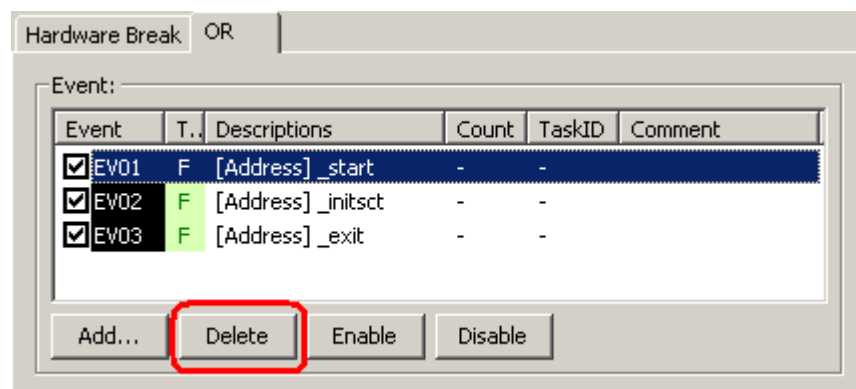 Hardware Break OR
Event:
Event T.. Descriptions Count TaskID Comment
EV01 F [Address] _start - -
EV02 F [Address] _initsct - -
EV03 F [Address] _exit - -
Add... Delete Enable Disable